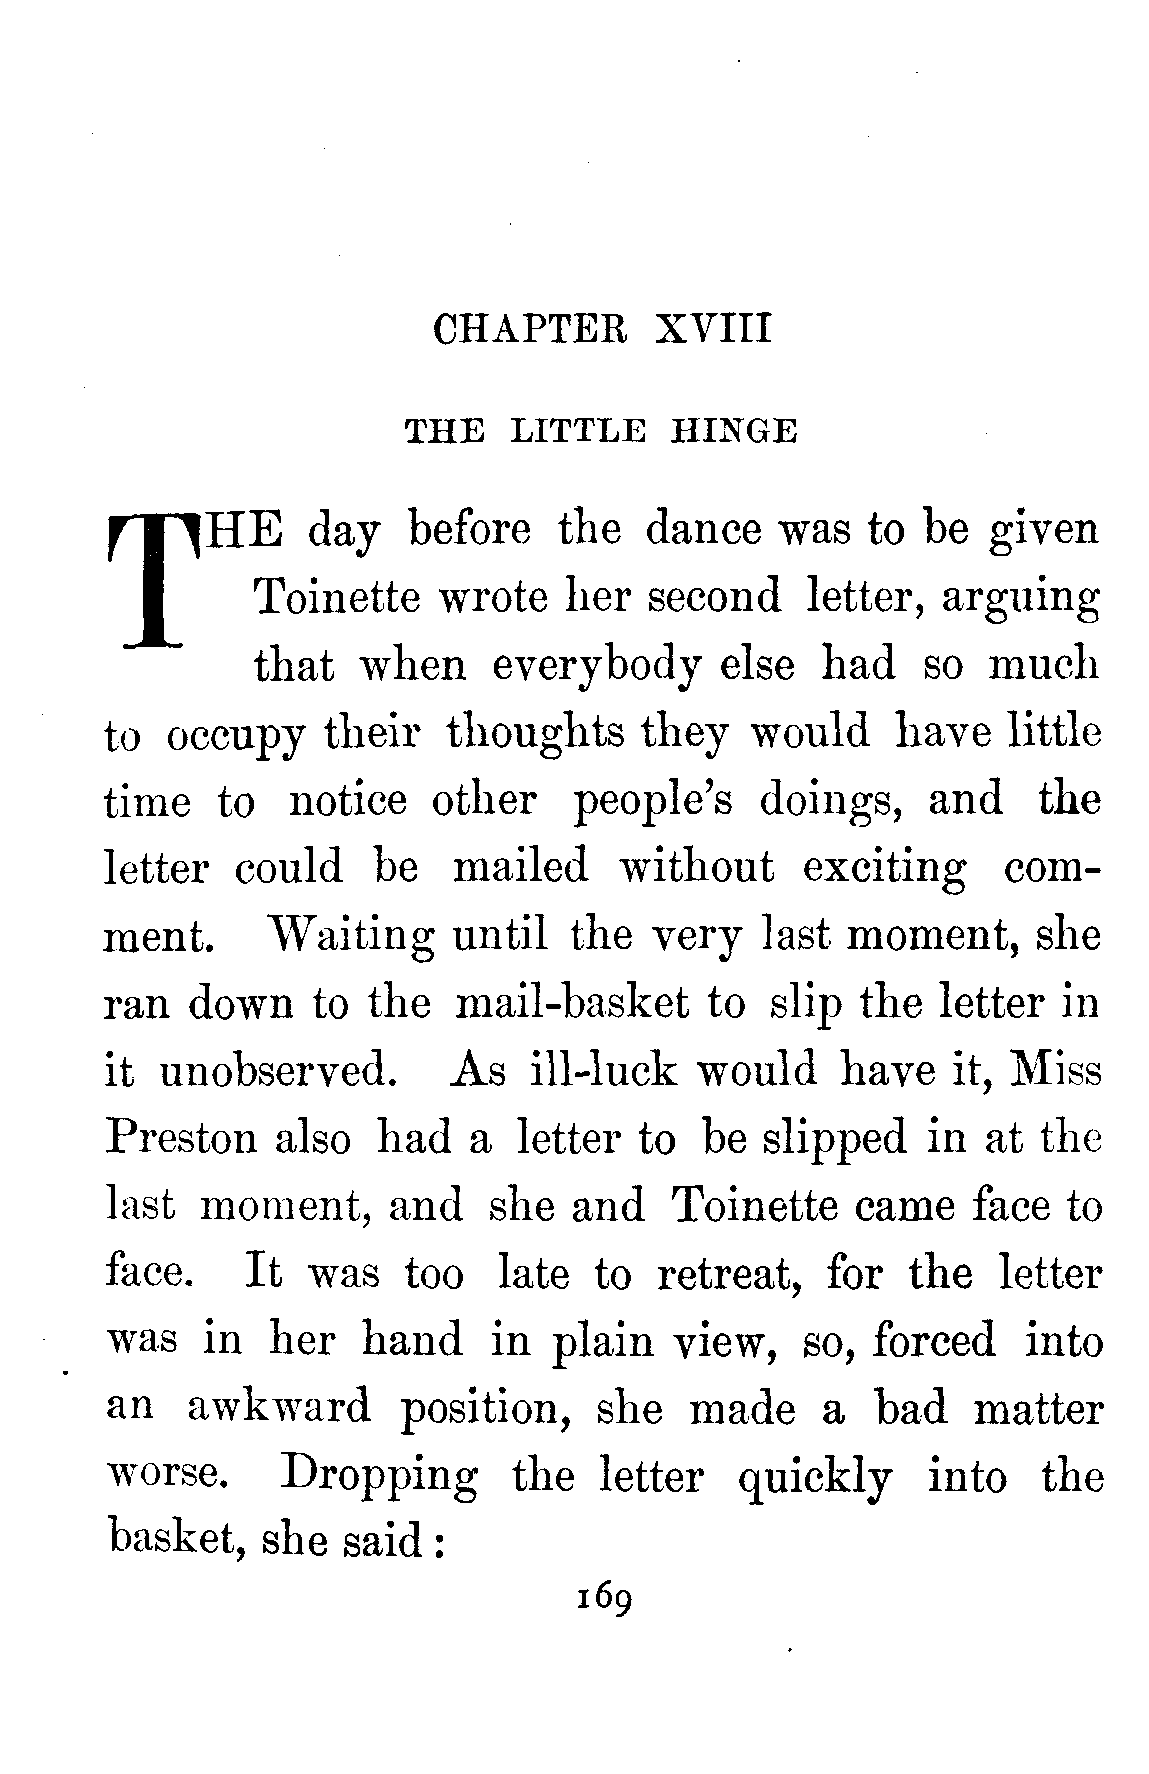 CHAPTER XVIII
THE LITTLE HINGE
THE day before the dance was to be given
Toinette wrote her second letter, arguing
that when everybody else had so much
to occupy their thoughts they would have little
time to notice other people's doings, and the
letter could be mailed without exciting com-
ment. Waiting until the very last moment, she
ran down to the mail-basket to slip the letter in
it unobserved. As ill-luck would have it, Miss
Preston also had a letter to be slipped in at the
last moment, and she and Toinette came face to
face. It was too late to retreat, for the letter
was in her hand in plain view, so, forced into
an awkward position, she made a bad matter
worse. Dropping the letter quickly into the
basket, she said:
169